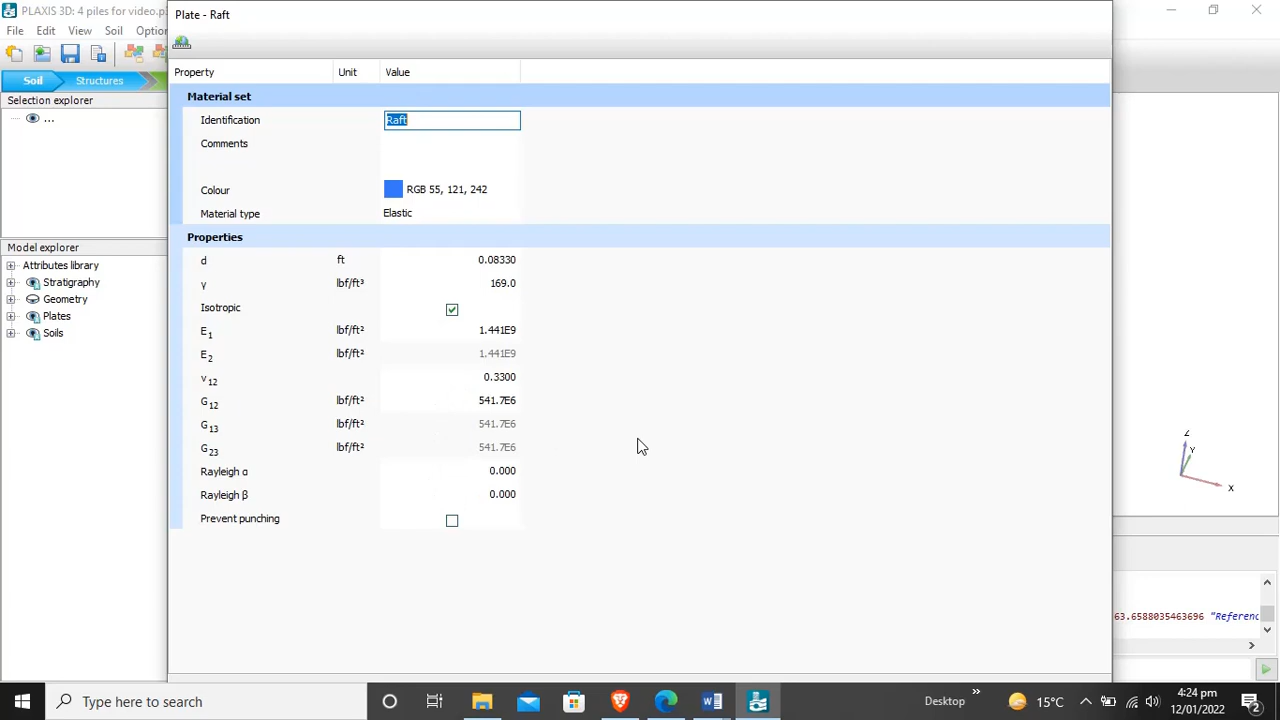 PLAXIS 3D: 4 piles for video.p
Plate - Raft
File Edit View Soil Option
Soil Structures
Property Unit Value
Selection explorer
...
Material set
Identification Raft
Comments
Colour RGB 55, 121, 242
Material type Elastic
Properties
Model explorer
Attributes library
Stratigraphy
Geometry
Plates
Soils
d ft 0.08330
γ lbf/ft³ 169.0
Isotropic
E1 lbf/ft² 1.441E9
E2 lbf/ft² 1.441E9
ν12 0.3300
G12 lbf/ft² 541.7E6
G13 lbf/ft² 541.7E6
G23 lbf/ft² 541.7E6
Rayleigh α 0.000
Rayleigh β 0.000
Prevent punching
Z
Y
X
63.6588035463696 "Referenc
Type here to search
Desktop
15°C
4:24 pm
12/01/2022
2